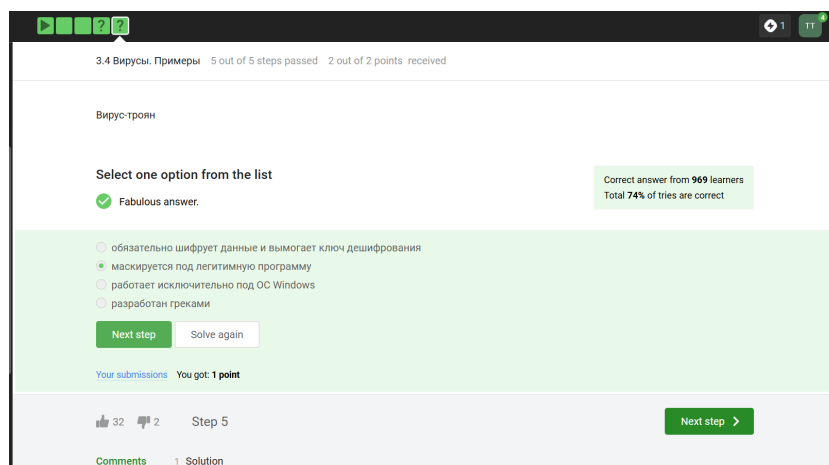 ? ?
1
TT
4
3.4 Вирусы. Примеры 5 out of 5 steps passed 2 out of 2 points received
Вирус-троян
Select one option from the list
Fabulous answer.
Correct answer from 969 learners
Total 74% of tries are correct
обязательно шифрует данные и вымогает ключ дешифрования
маскируется под легитимную программу
работает исключительно под ОС Windows
разработан греками
Next step Solve again
Your submissions You got: 1 point
32 2 Step 5
Next step
Comments 1 Solution